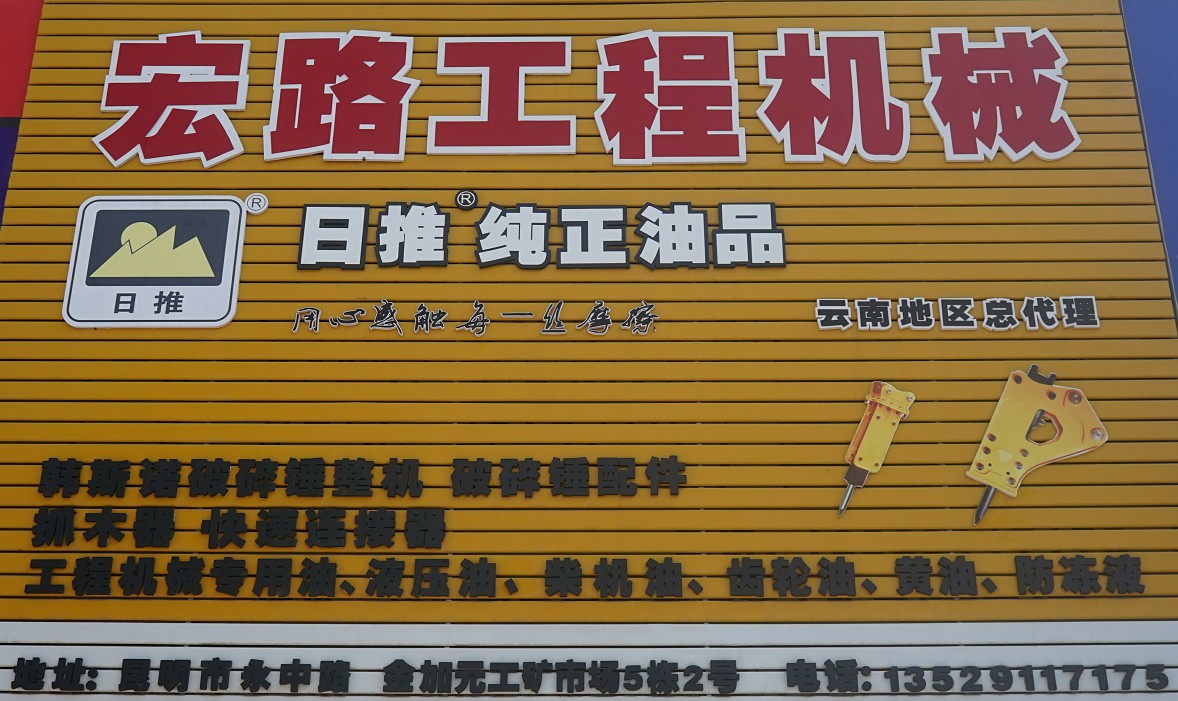 宏路工程机械
®
日推®纯正油品
日推
用心感触每一丝摩擦
云南地区总代理
韩斯诺破碎锤整机 破碎锤配件
抓木器 快速连接器
工程机械专用油、液压油、柴机油、齿轮油、黄油、防冻液
地址: 昆明市永中路 金加元工矿市场5栋2号 电话:13529117175